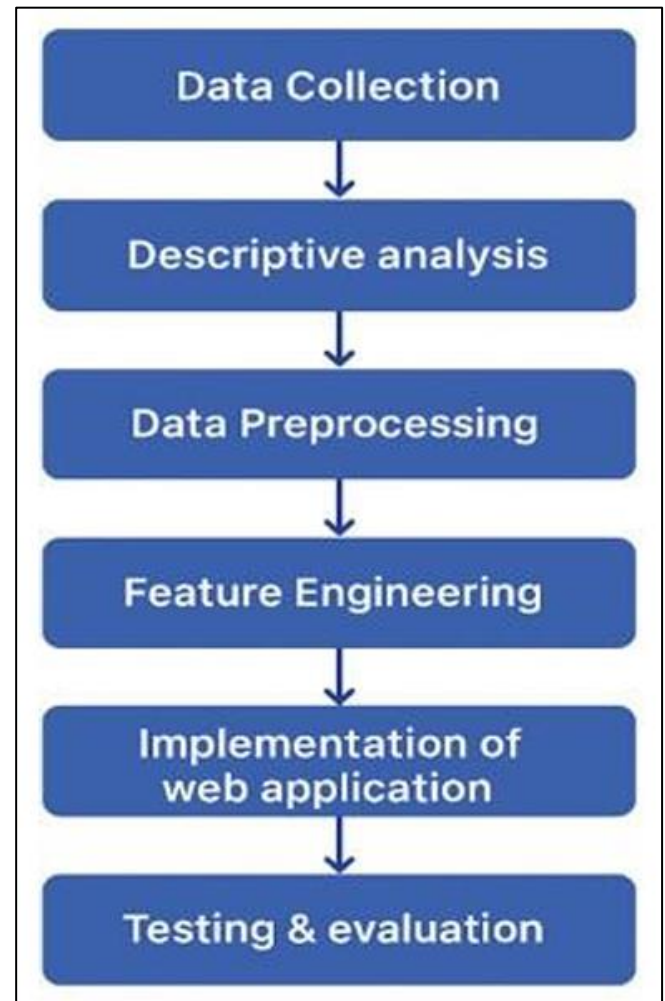 Data Collection
Descriptive analysis
Data Preprocessing
Feature Engineering
Implementation of
web application
Testing & evaluation